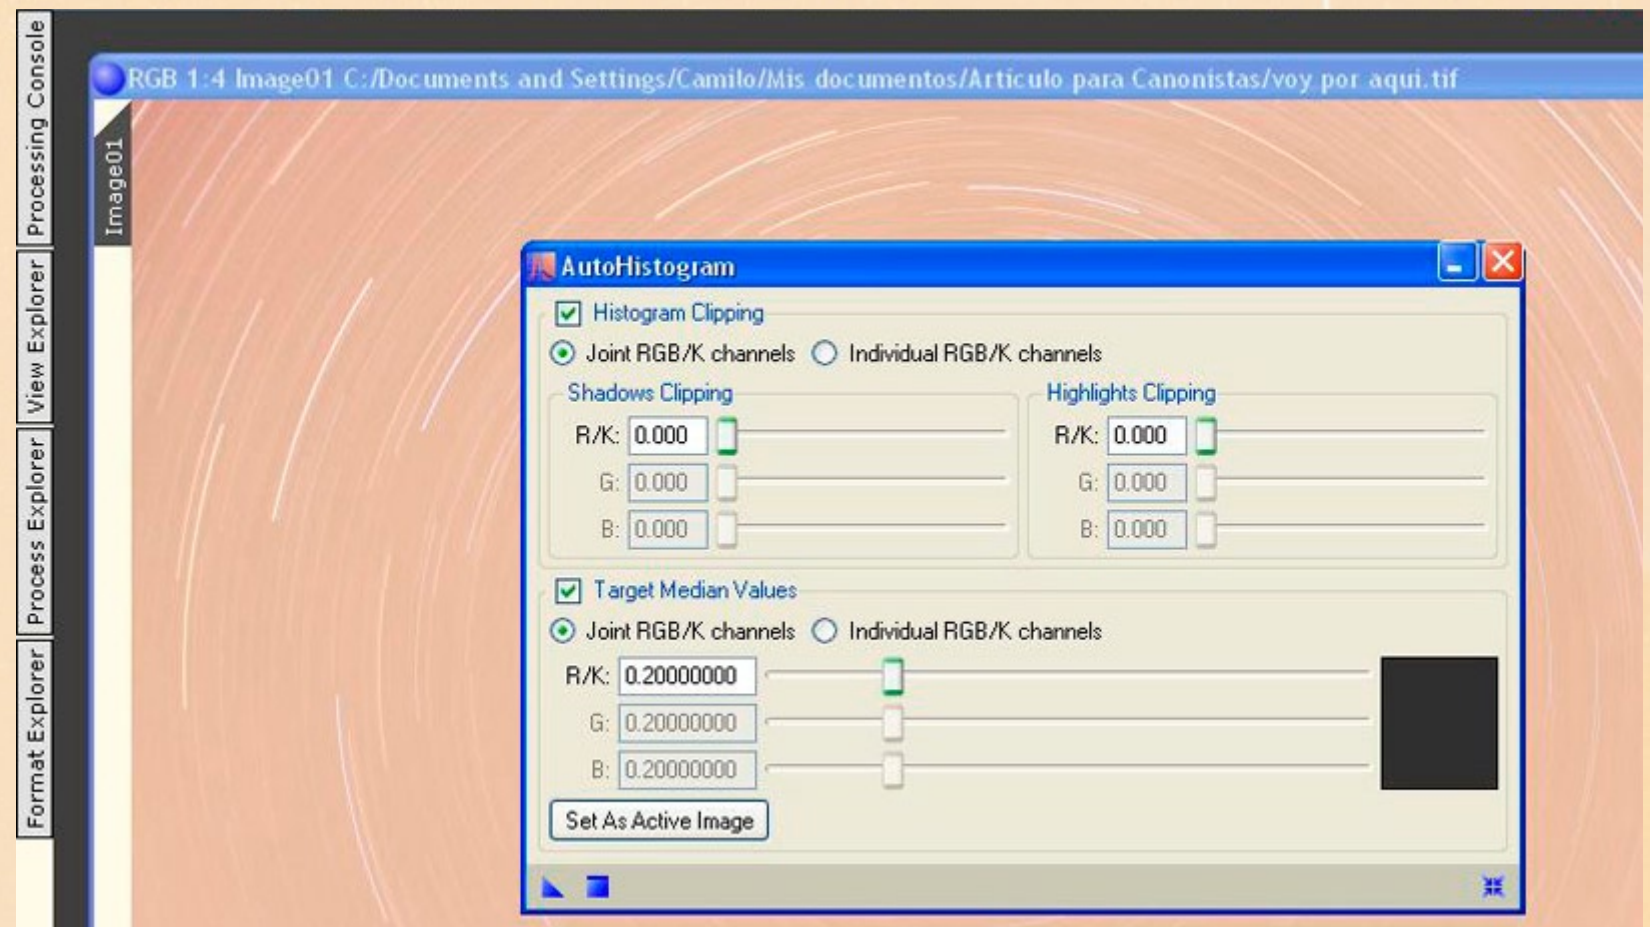 Processing Console
View Explorer
Process Explorer
Format Explorer
RGB 1:4 Image01 C:/Documents and Settings/Camilo/Mis documentos/Artículo para Canonistas/voy por aqui.tif
Image01
AutoHistogram
Histogram Clipping
Joint RGB/K channels Individual RGB/K channels
Shadows Clipping Highlights Clipping
R/K: 0.000 R/K: 0.000
G: 0.000 G: 0.000
B: 0.000 B: 0.000
Target Median Values
Joint RGB/K channels Individual RGB/K channels
R/K: 0.20000000
G: 0.20000000
B: 0.20000000
Set As Active Image